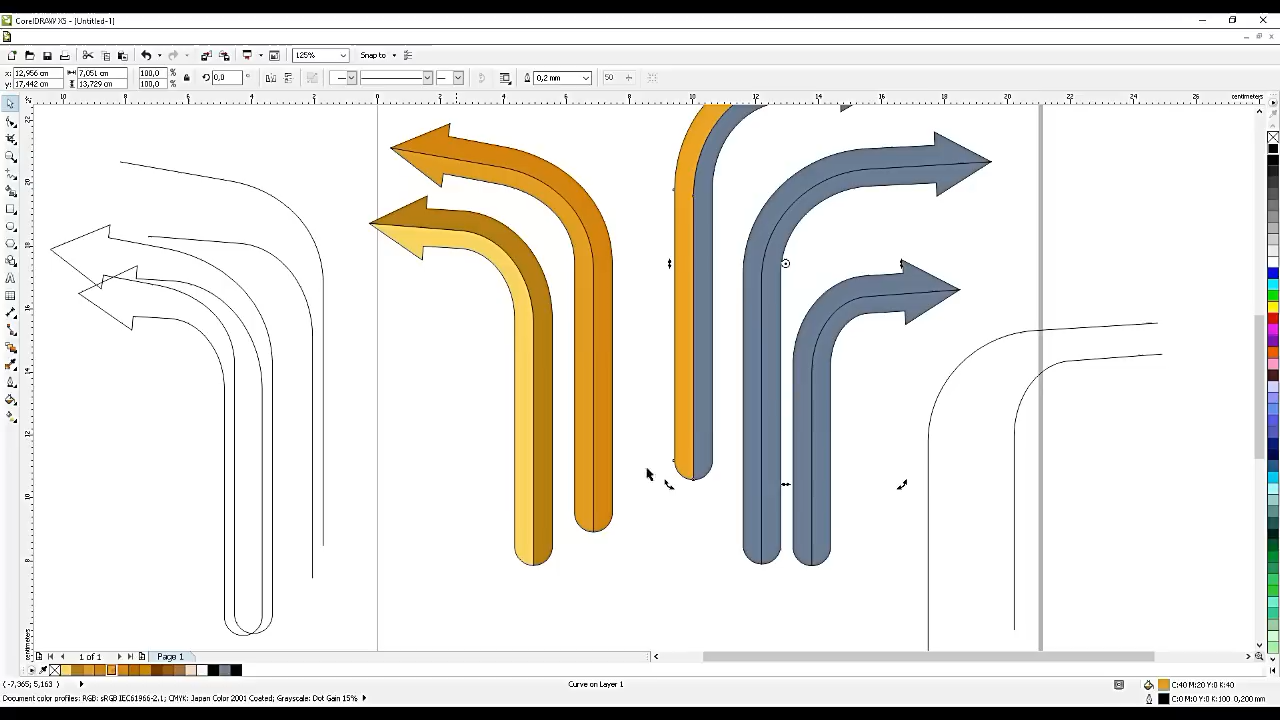 CorelDRAW X5 - [Untitled-1]
125%
Snap to
x: 12,956 cm
y: 17,442 cm
7,051 cm
13,729 cm
100,0 %
100,0 %
0,0
0,2 mm
50
centimeters
1 of 1
Page 1
(-7,365; 5,163 )
Curve on Layer 1
C:40 M:20 Y:0 K:40
Document color profiles: RGB: sRGB IEC61966-2.1; CMYK: Japan Color 2001 Coated; Grayscale: Dot Gain 15%
C:0 M:0 Y:0 K:100 0,200 mm